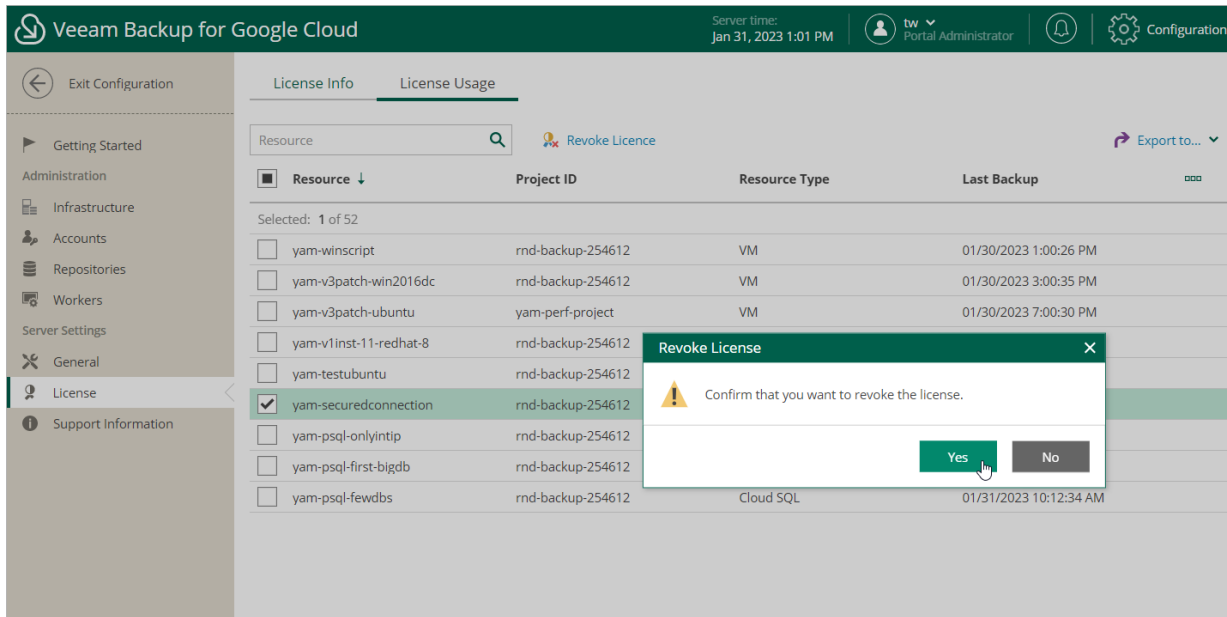 Veeam Backup for Google Cloud
Server time:
Jan 31, 2023 1:01 PM
tw
Portal Administrator
Configuration
Exit Configuration
Getting Started
Administration
Infrastructure
Accounts
Repositories
Workers
Server Settings
General
License
Support Information
License Info License Usage
Resource Revoke Licence Export to...
Resource Project ID Resource Type Last Backup
Selected: 1 of 52
yam-winscript rnd-backup-254612 VM 01/30/2023 1:00:26 PM
yam-v3patch-win2016dc rnd-backup-254612 VM 01/30/2023 3:00:35 PM
yam-v3patch-ubuntu yam-perf-project VM 01/30/2023 7:00:30 PM
yam-v1inst-11-redhat-8 rnd-backup-254612
yam-testubuntu rnd-backup-254612
yam-securedconnection rnd-backup-254612
yam-psql-onlyintip rnd-backup-254612
yam-psql-first-bigdb rnd-backup-254612
yam-psql-fewdbs rnd-backup-254612 Cloud SQL 01/31/2023 10:12:34 AM
Revoke License
Confirm that you want to revoke the license.
Yes No